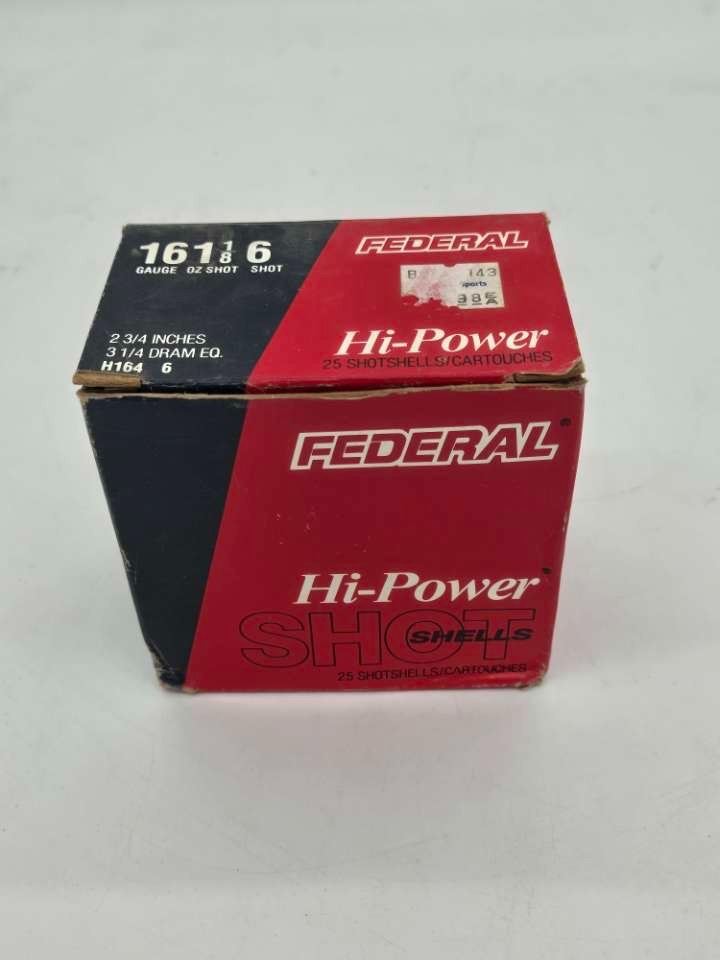 16 1 1/8 6
GAUGE OZ SHOT SHOT
2 3/4 INCHES
3 1/4 DRAM EQ.
H164 6
FEDERAL
143
ports
Hi-Power
25 SHOTSHELLS/CARTOUCHES
FEDERAL®
Hi-Power
SHOT
SHELLS
25 SHOTSHELLS/CARTOUCHES